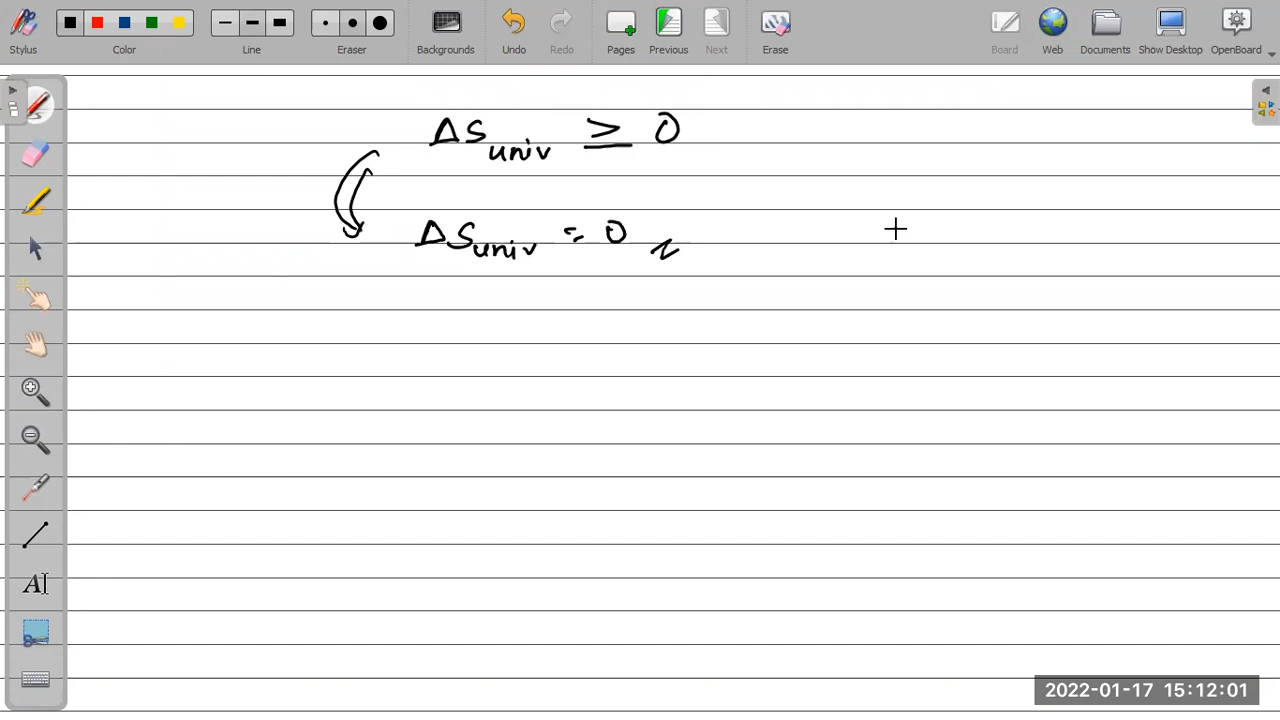 Stylus
Color
Line
Eraser
Backgrounds
Undo
Redo
Pages
Previous
Next
Erase
Board
Web
Documents
Show Desktop
OpenBoard
ΔS_univ ≥ 0
ΔS_univ = 0
2022-01-17 15:12:01